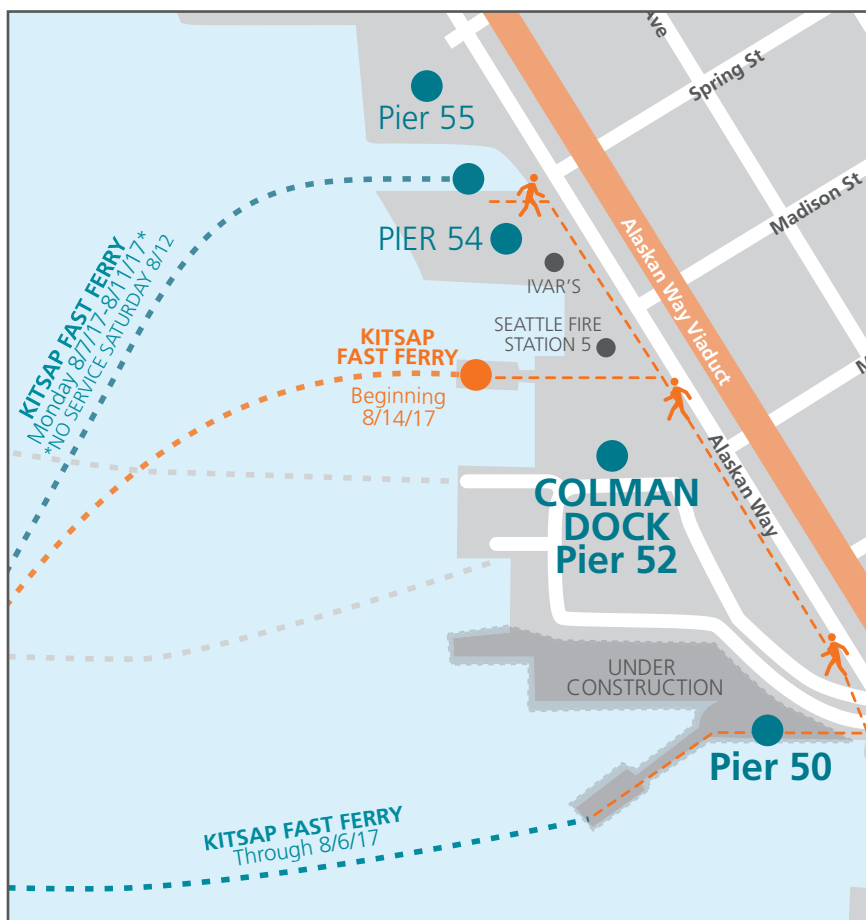 Ave
Spring St
Pier 55
Madison St
PIER 54
Alaskan Way Viaduct
IVAR'S
KITSAP FAST FERRY
Monday 8/7/17-8/11/17*
*NO SERVICE SATURDAY 8/12
SEATTLE FIRE
STATION 5
KITSAP
FAST FERRY
Beginning
8/14/17
M
Alaskan Way
COLMAN
DOCK
Pier 52
UNDER
CONSTRUCTION
Pier 50
KITSAP FAST FERRY
Through 8/6/17